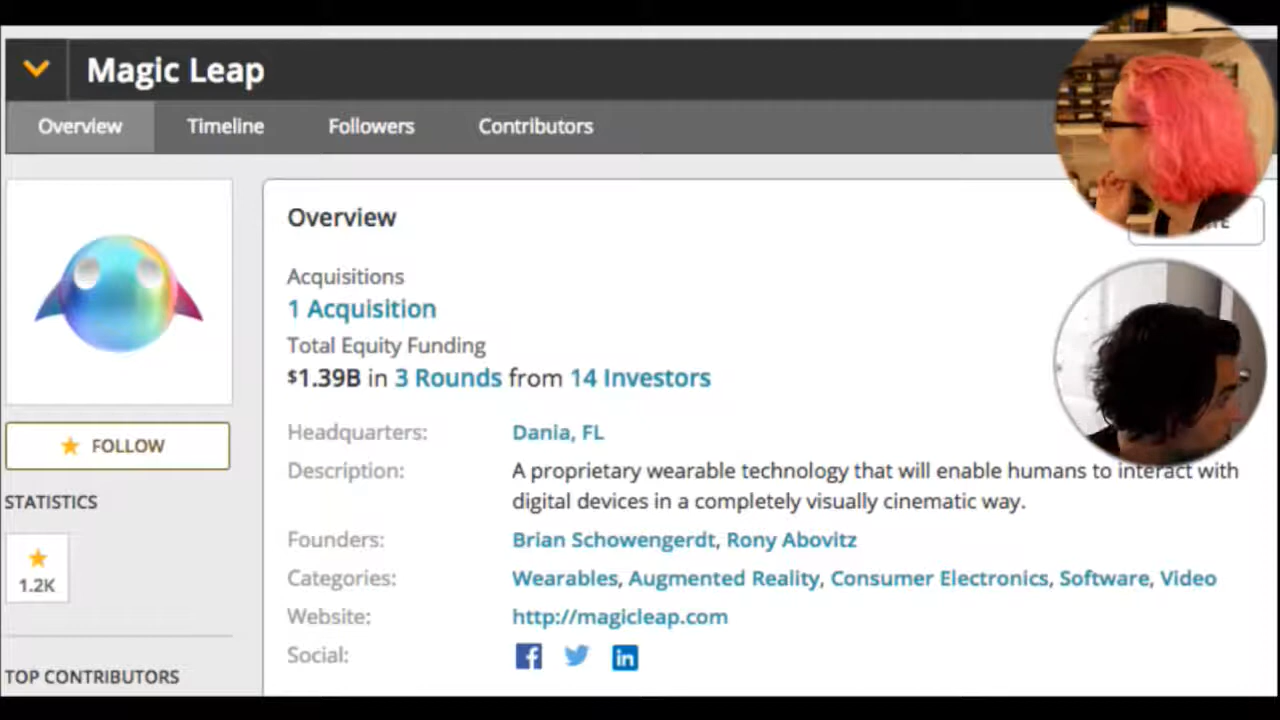 Magic Leap
Overview Timeline Followers Contributors
Overview
Acquisitions
1 Acquisition
Total Equity Funding
$1.39B in 3 Rounds from 14 Investors
FOLLOW
Headquarters: Dania, FL
Description: A proprietary wearable technology that will enable humans to interact with
digital devices in a completely visually cinematic way.
STATISTICS
1.2K
Founders: Brian Schowengerdt, Rony Abovitz
Categories: Wearables, Augmented Reality, Consumer Electronics, Software, Video
Website: http://magicleap.com
Social:
TOP CONTRIBUTORS